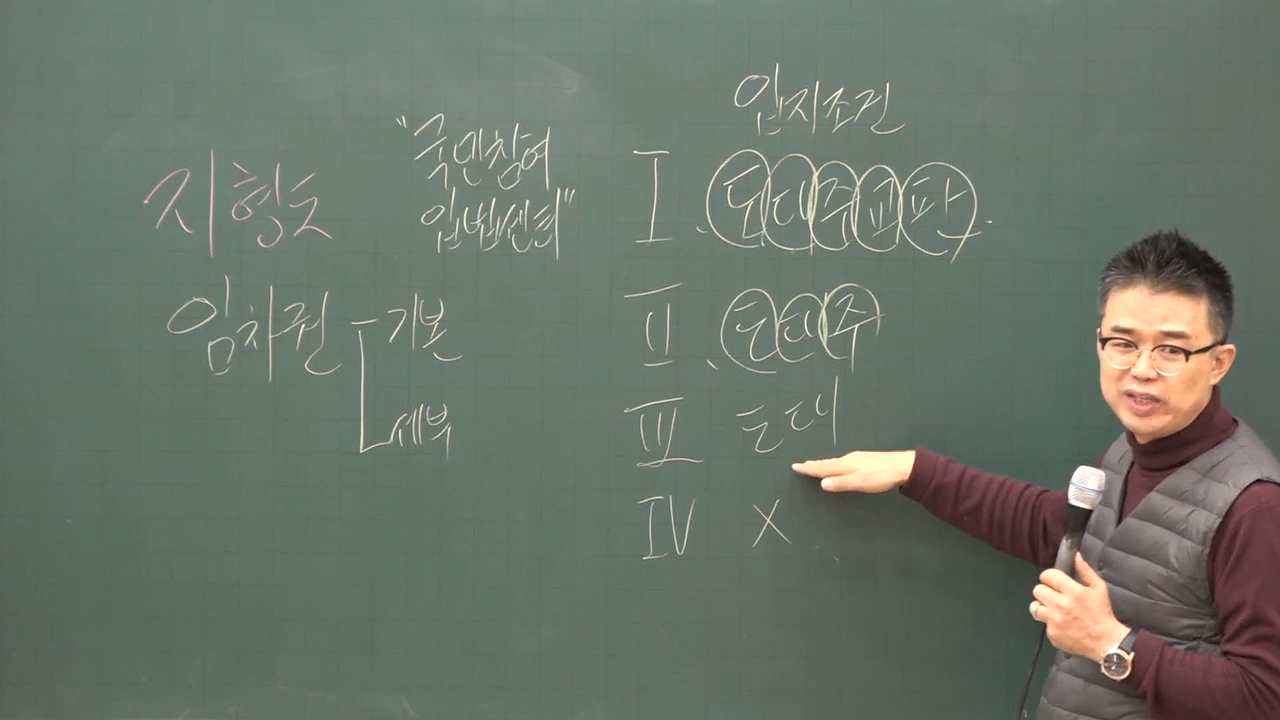 지형도
"국민참여
입법센터"
임차권 기본
세부
입지조건
I. 도대주교판.
II. 도대주
III 도대
IV X